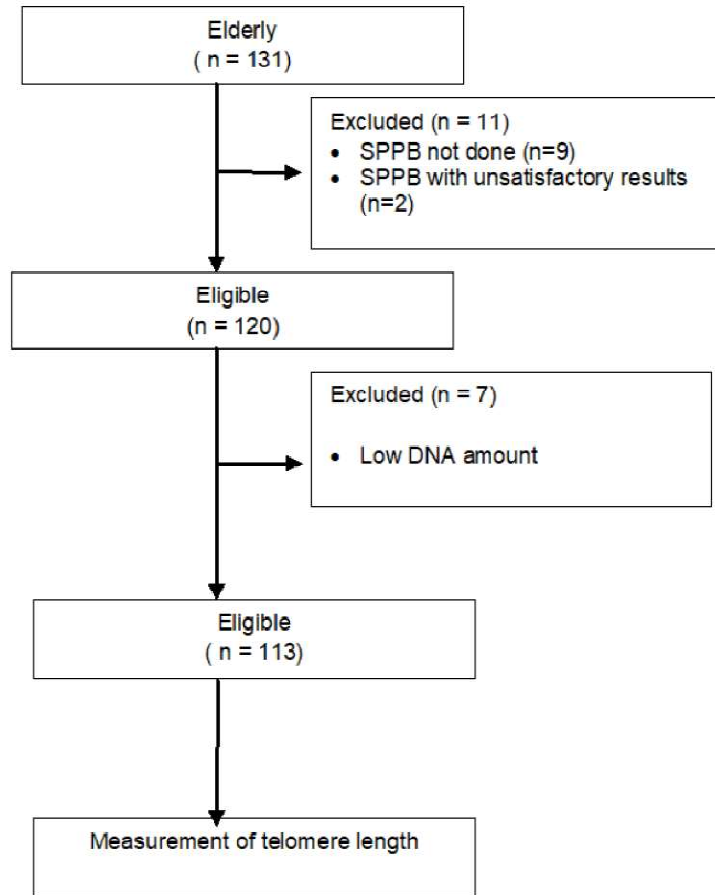 Elderly
( n = 131)
Excluded (n = 11)
• SPPB not done (n=9)
• SPPB with unsatisfactory results
(n=2)
Eligible
(n = 120)
Excluded (n = 7)
• Low DNA amount
Eligible
( n = 113)
Measurement of telomere length